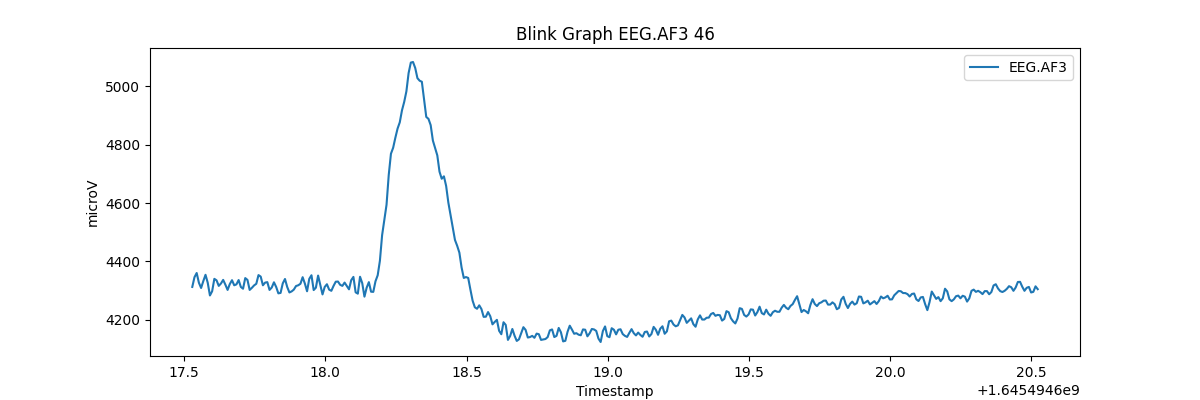 Blink Graph EEG.AF3 46
EEG.AF3
microV
5000
4800
4600
4400
4200
17.5 18.0 18.5 19.0 19.5 20.0 20.5
Timestamp
+1.6454946e9